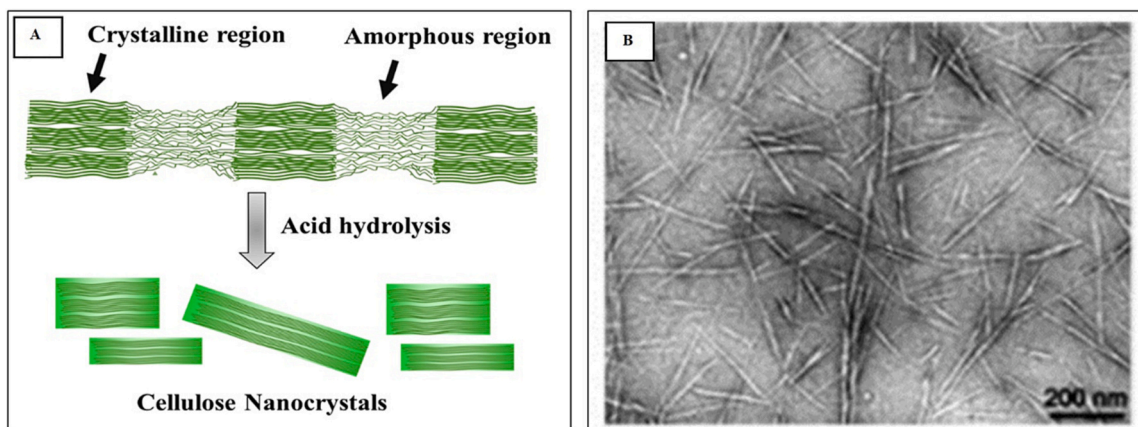 A
Crystalline region
Amorphous region
Acid hydrolysis
Cellulose Nanocrystals
B
200 nm